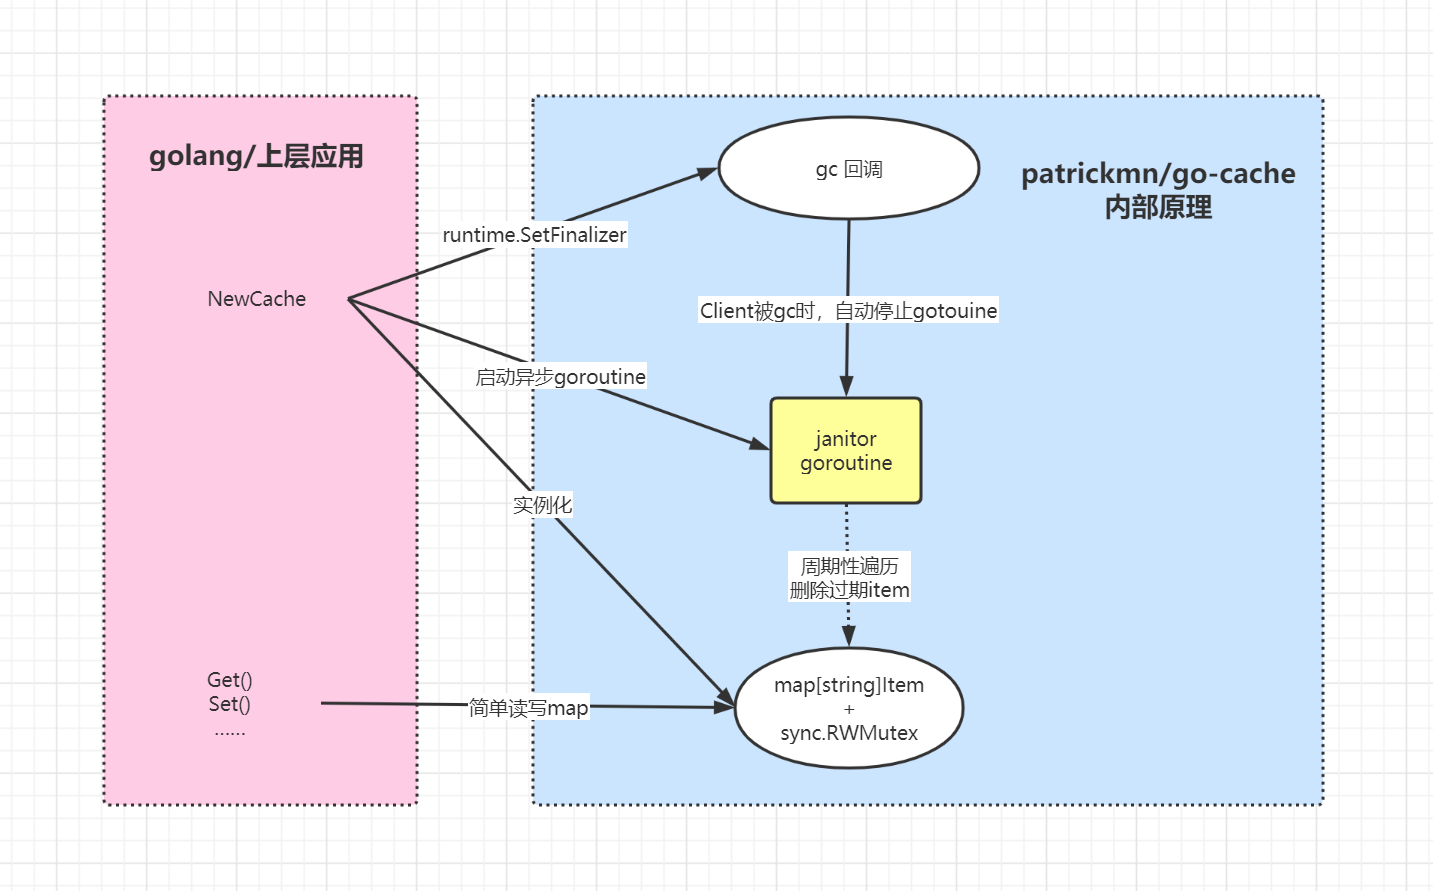 golang/上层应用
patrickmn/go-cache
内部原理
gc 回调
runtime.SetFinalizer
NewCache
Client被gc时，自动停止gotouine
启动异步goroutine
janitor
goroutine
实例化
周期性遍历
删除过期item
Get()
Set()
......
简单读写map
map[string]Item
+
sync.RWMutex